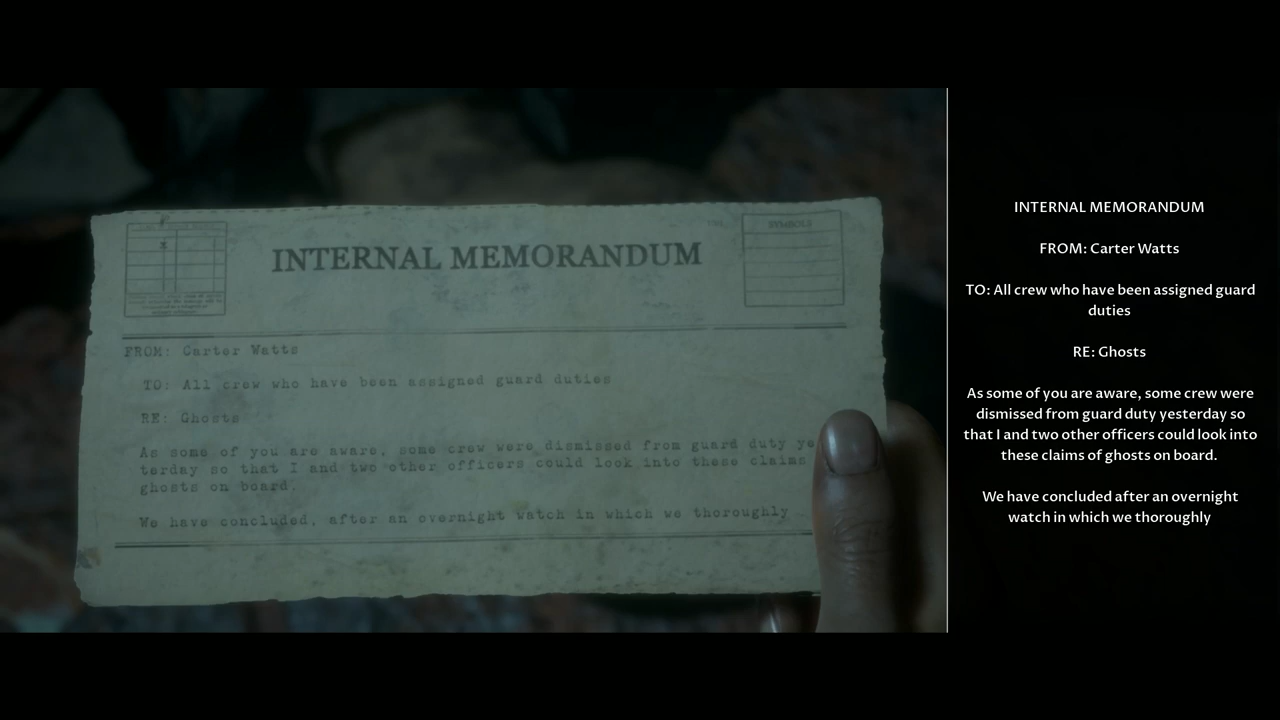 INTERNAL MEMORANDUM
SYMBOLS
X
FROM: Carter Watts
TO: All crew who have been assigned guard duties
RE: Ghosts
As some of you are aware, some crew were dismissed from guard duty ye
terday so that I and two other officers could look into these claims
ghosts on board.
We have concluded, after an overnight watch in which we thoroughly
INTERNAL MEMORANDUM
FROM: Carter Watts
TO: All crew who have been assigned guard
duties
RE: Ghosts
As some of you are aware, some crew were
dismissed from guard duty yesterday so
that I and two other officers could look into
these claims of ghosts on board.
We have concluded after an overnight
watch in which we thoroughly